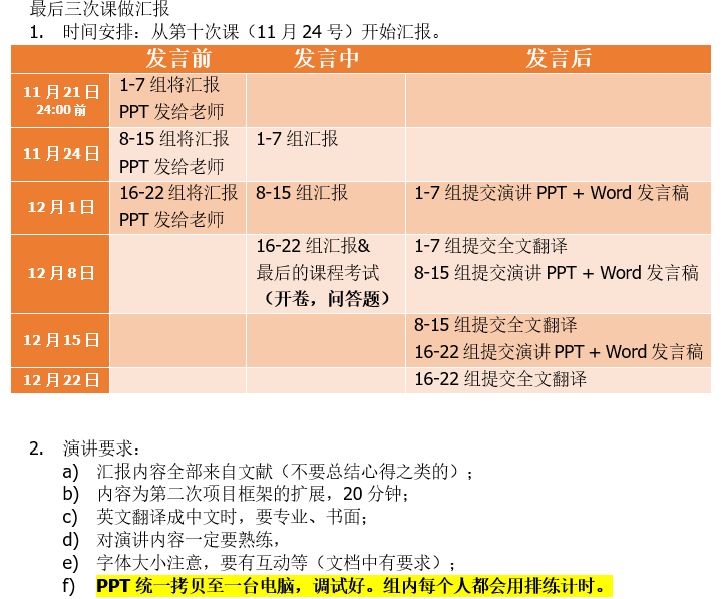 最后三次课做汇报
1. 时间安排：从第十次课（11 月 24 号）开始汇报。
发言前 发言中 发言后
11 月 21 日
24:00 前
1-7 组将汇报
PPT 发给老师
11 月 24 日
8-15 组将汇报
PPT 发给老师
1-7 组汇报
12 月 1 日
16-22 组将汇报
PPT 发给老师
8-15 组汇报
1-7 组提交演讲 PPT + Word 发言稿
12 月 8 日
16-22 组汇报&
最后的课程考试
（开卷，问答题）
1-7 组提交全文翻译
8-15 组提交演讲 PPT + Word 发言稿
12 月 15 日
8-15 组提交全文翻译
16-22 组提交演讲 PPT + Word 发言稿
12 月 22 日
16-22 组提交全文翻译
2. 演讲要求：
a) 汇报内容全部来自文献（不要总结心得之类的）；
b) 内容为第二次项目框架的扩展，20 分钟；
c) 英文翻译成中文时，要专业、书面；
d) 对演讲内容一定要熟练，
e) 字体大小注意，要有互动等（文档中有要求）；
f) PPT 统一拷贝至一台电脑，调试好。组内每个人都会用排练计时。